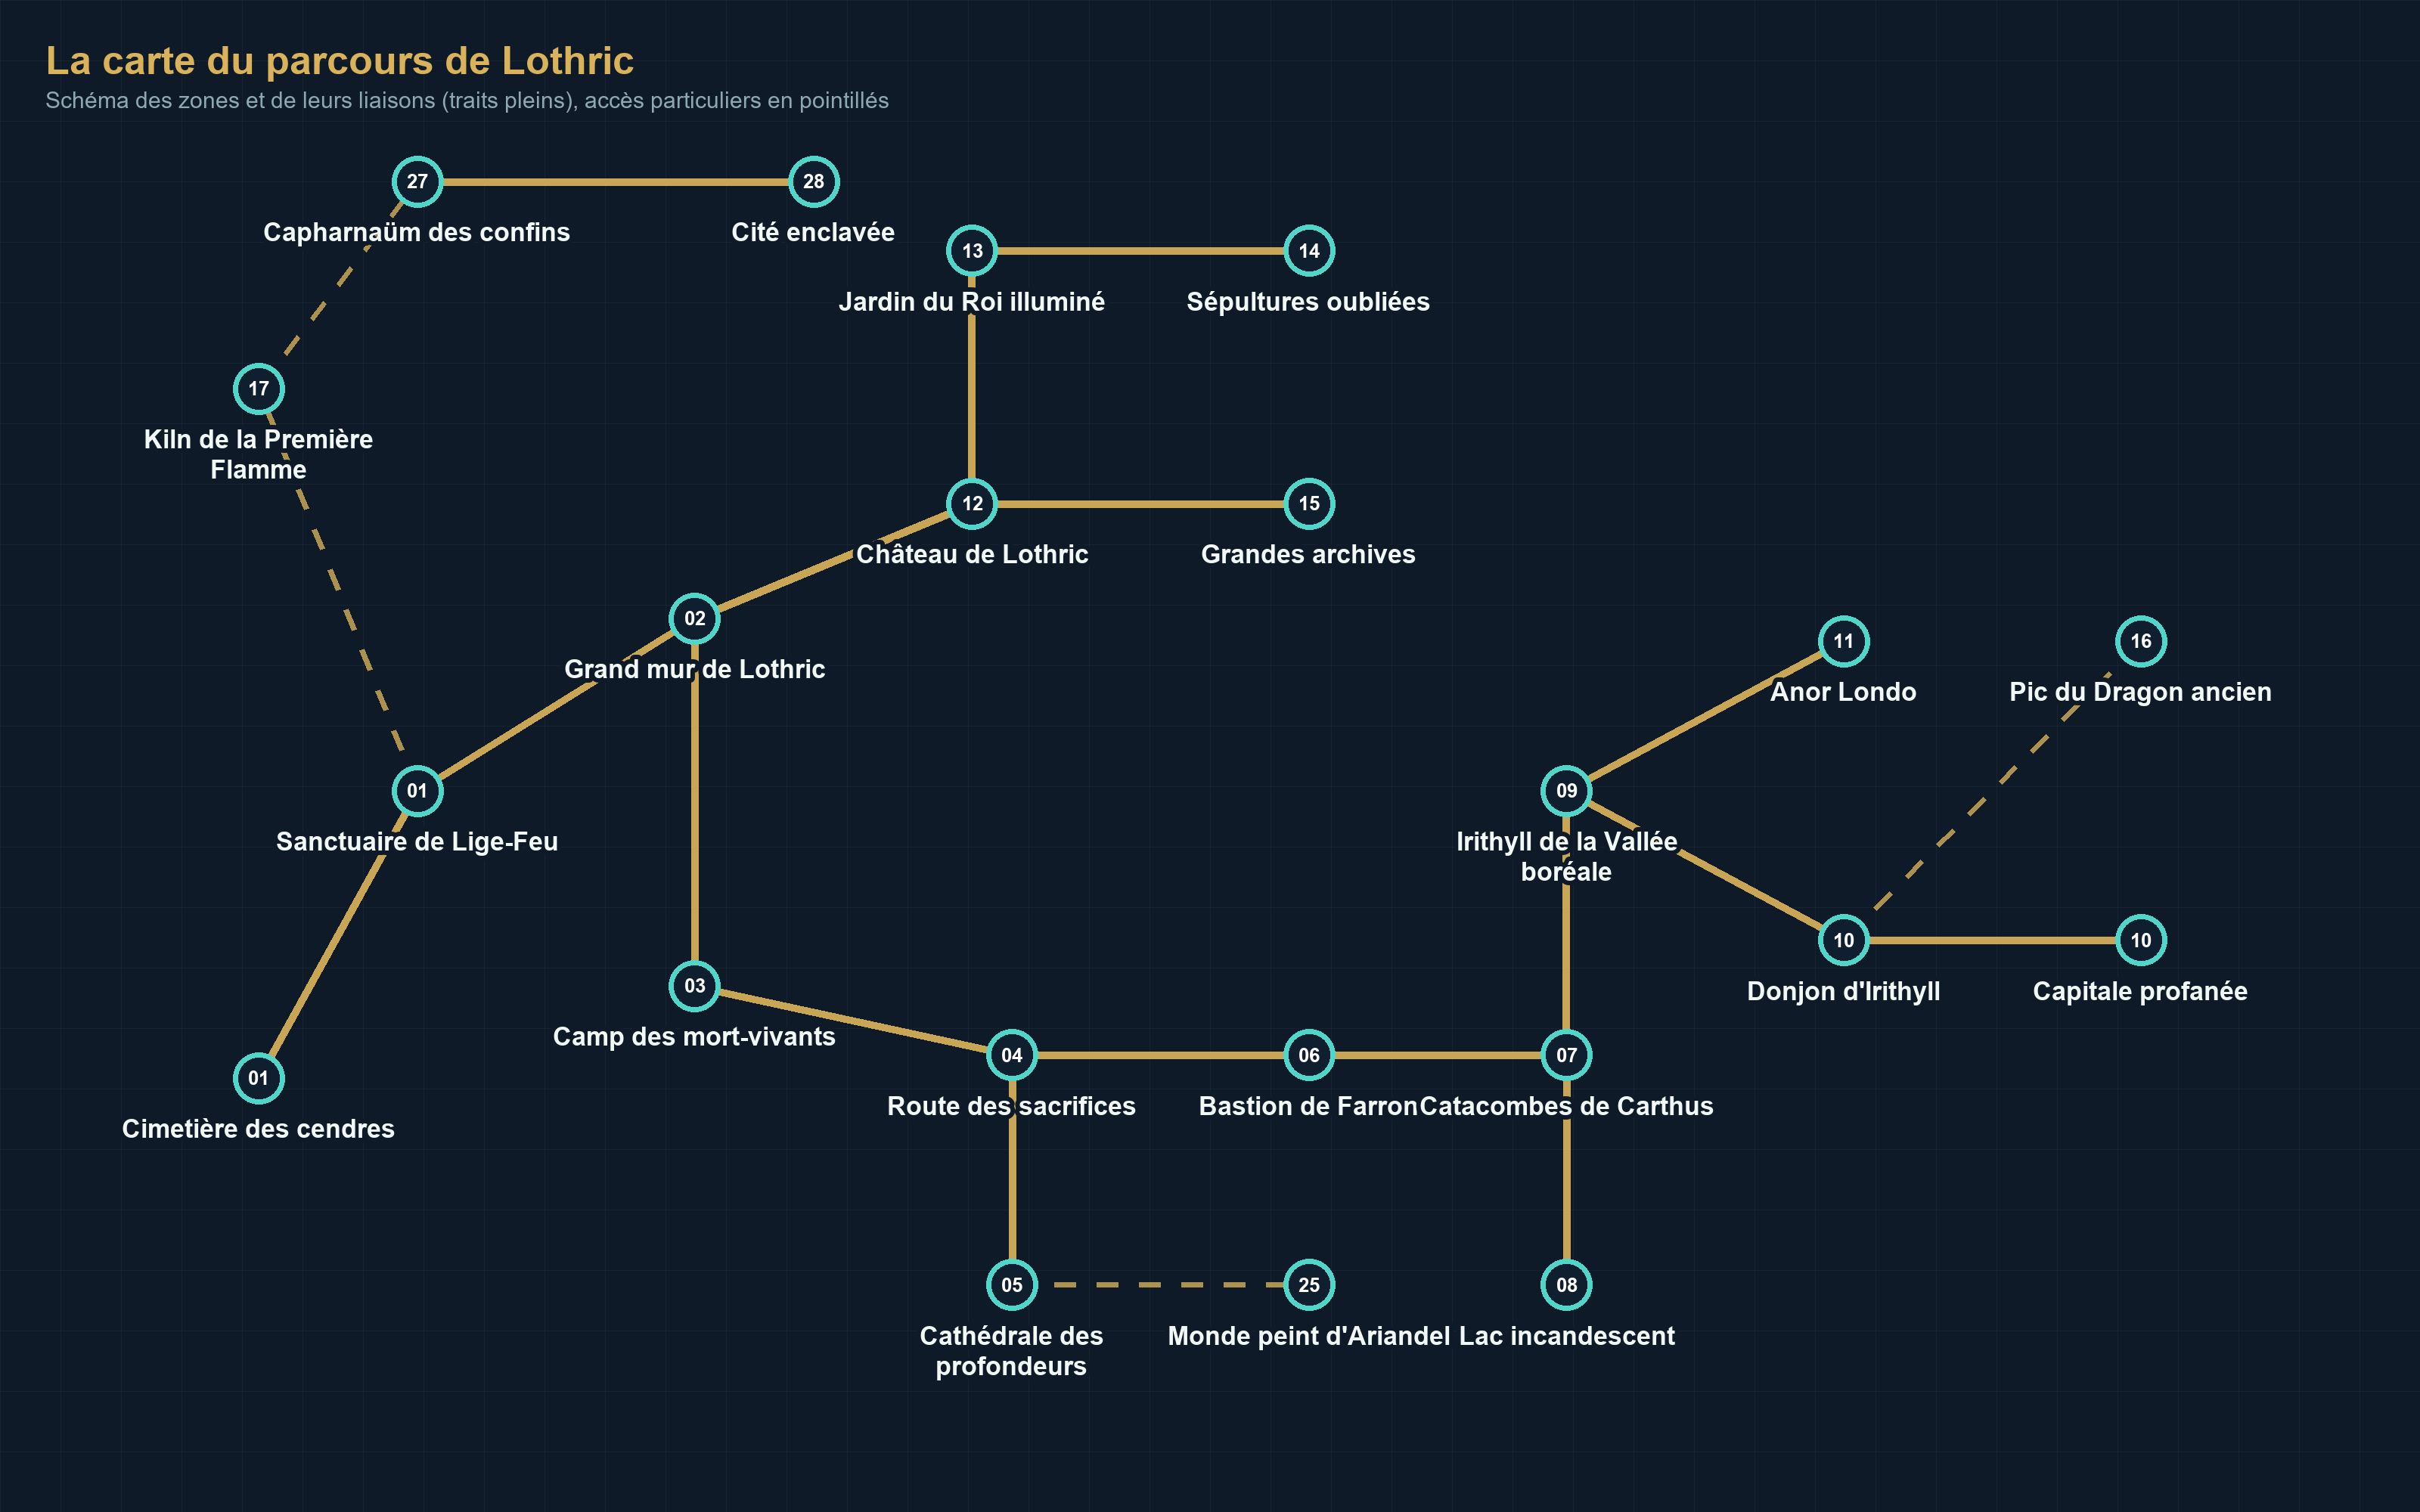 La carte du parcours de Lothric
Schéma des zones et de leurs liaisons (traits pleins), accès particuliers en pointillés
27
Capharnaüm des confins
28
Cité enclavée
13
Jardin du Roi illuminé
14
Sépultures oubliées
17
Kiln de la Première
Flamme
12
Château de Lothric
15
Grandes archives
02
Grand mur de Lothric
11
Anor Londo
16
Pic du Dragon ancien
01
Sanctuaire de Lige-Feu
09
Irithyll de la Vallée
boréale
10
Donjon d'Irithyll
10
Capitale profanée
03
Camp des mort-vivants
04
Route des sacrifices
06
Bastion de Farron
07
Catacombes de Carthus
01
Cimetière des cendres
05
Cathédrale des
profondeurs
25
Monde peint d'Ariandel
08
Lac incandescent